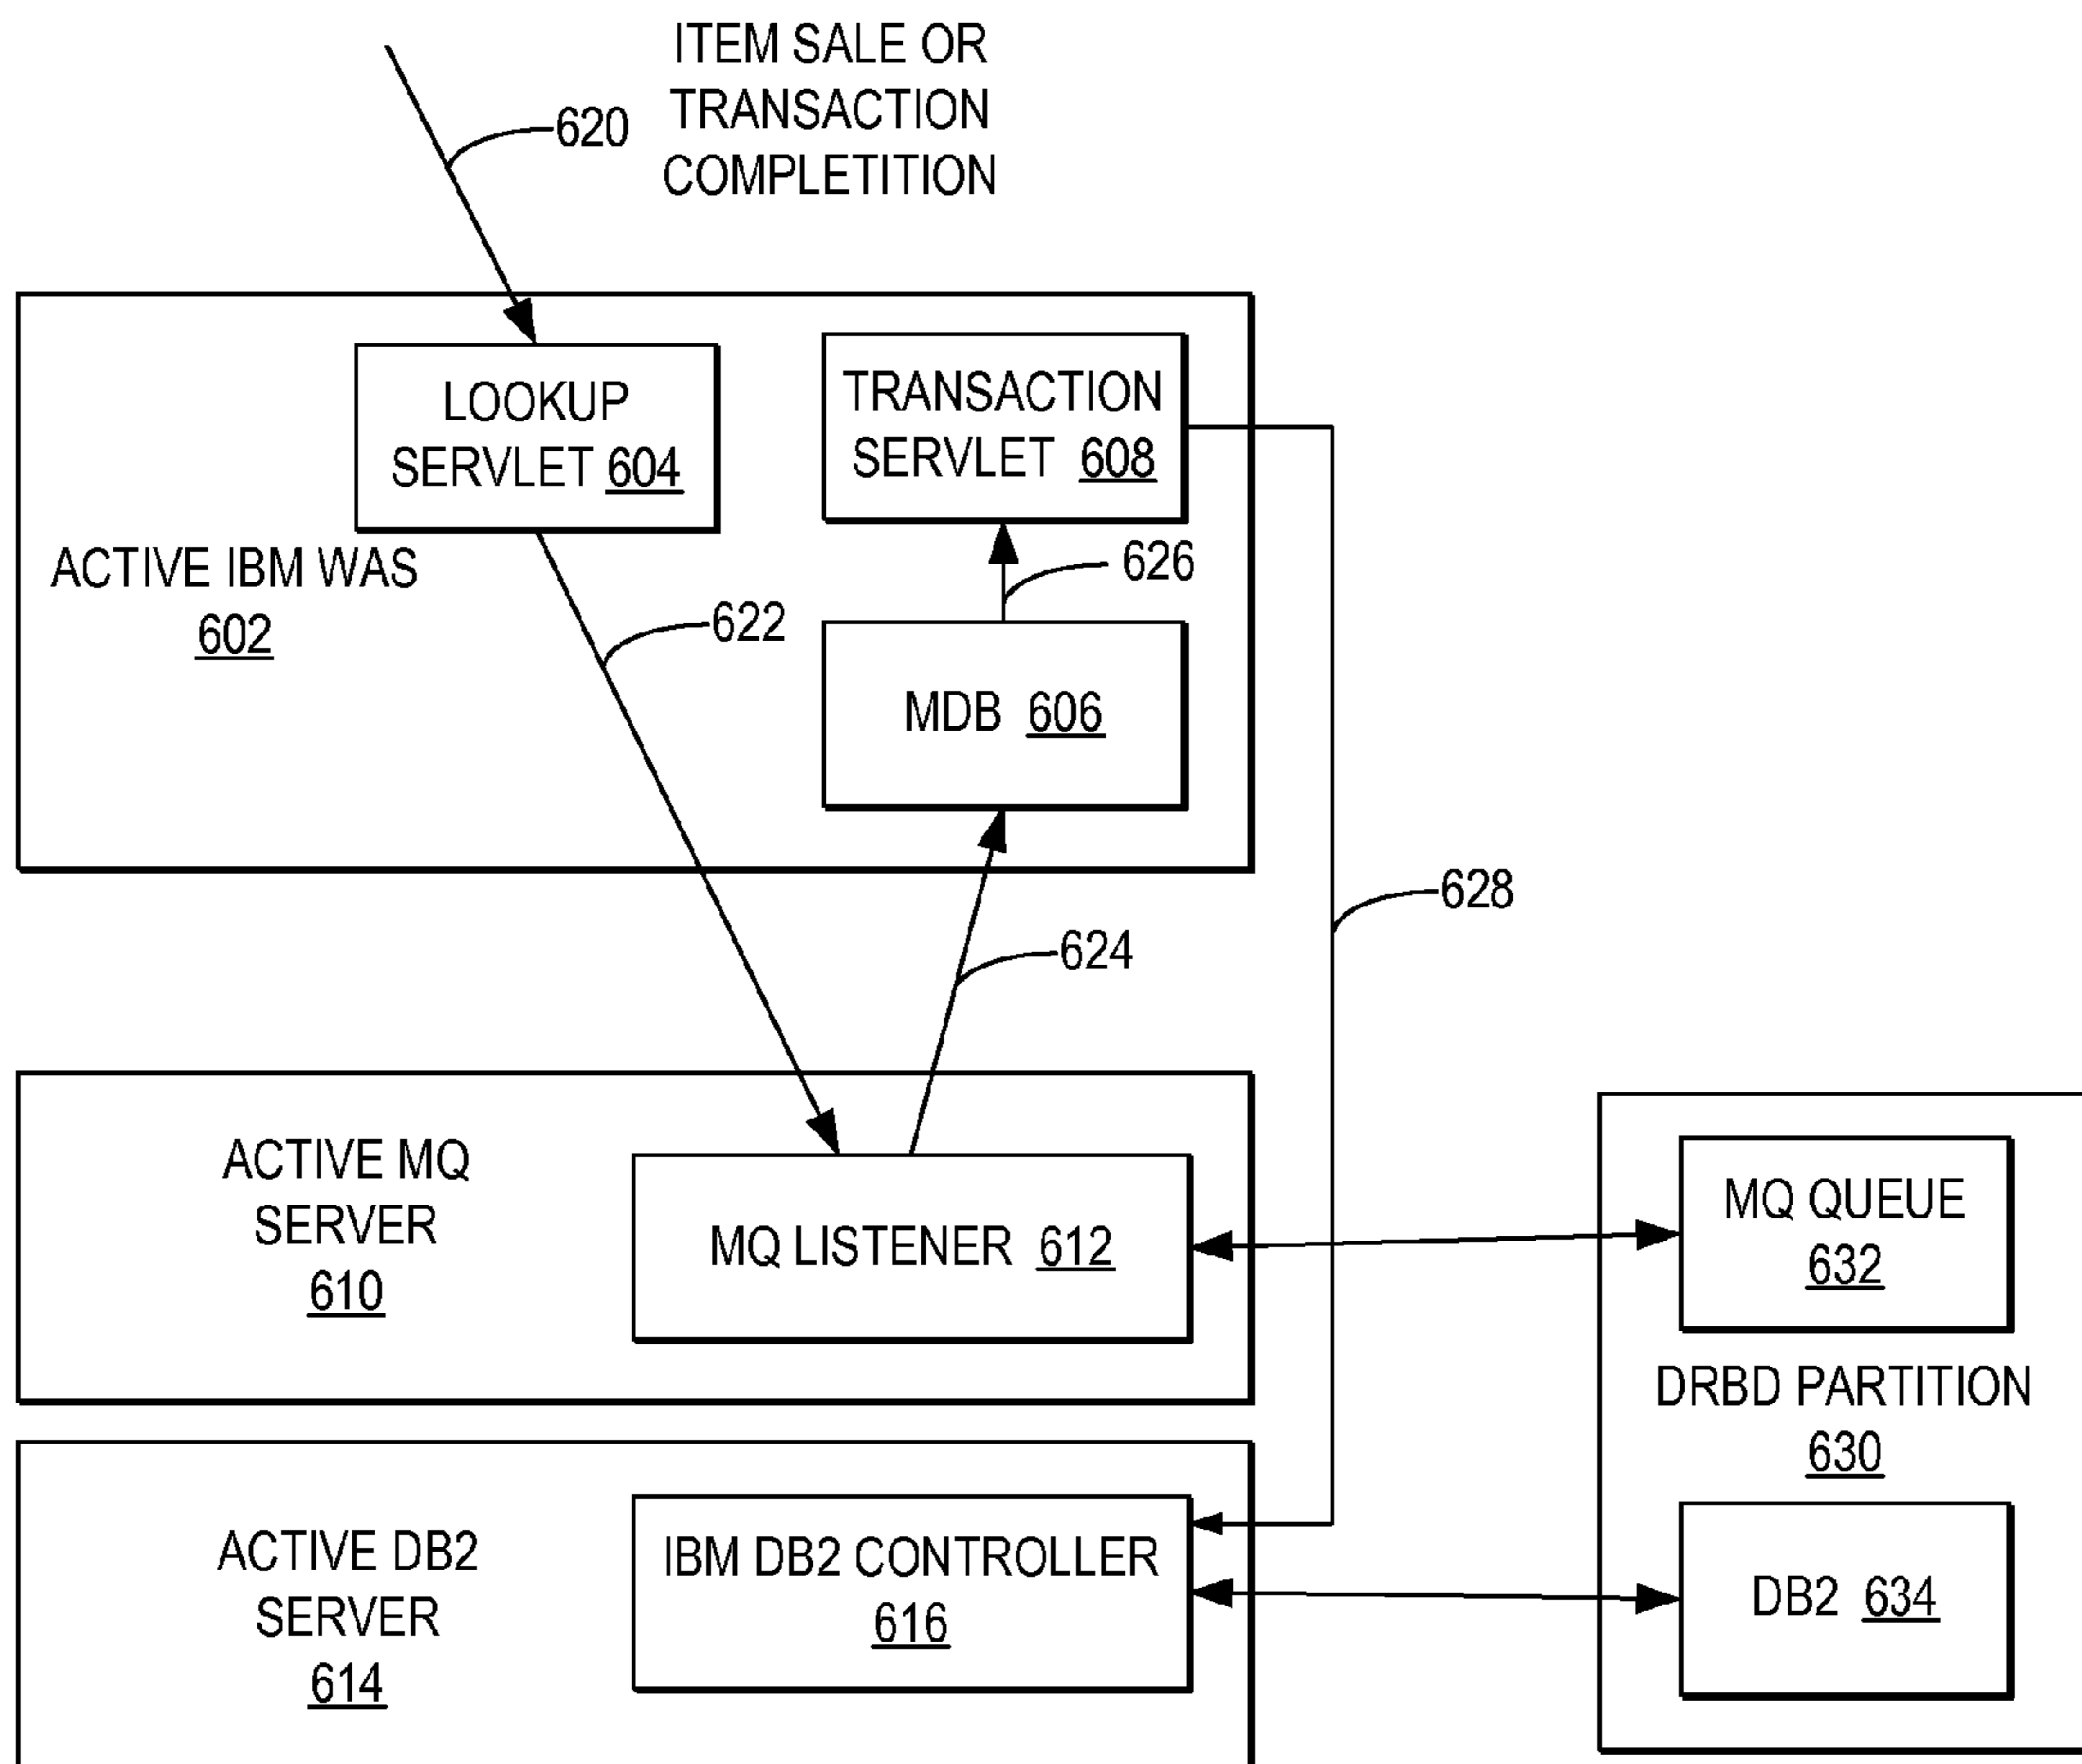 ITEM SALE OR
TRANSACTION
COMPLETITION
620
LOOKUP
SERVLET 604
TRANSACTION
SERVLET 608
ACTIVE IBM WAS
602
626
622
MDB 606
628
624
ACTIVE MQ
SERVER
610
MQ LISTENER 612
MQ QUEUE
632
DRBD PARTITION
630
ACTIVE DB2
SERVER
614
IBM DB2 CONTROLLER
616
DB2 634